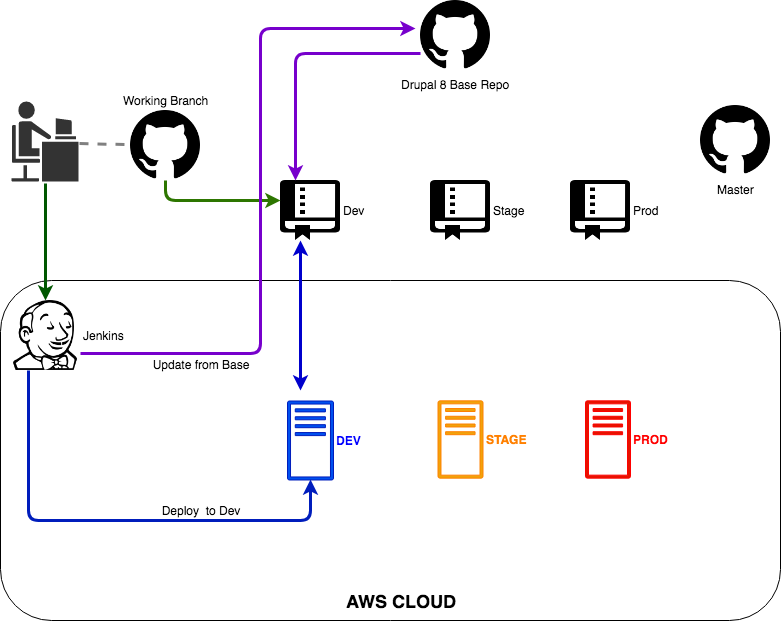 Drupal 8 Base Repo
Working Branch
Master
Dev
Stage
Prod
Jenkins
Update from Base
DEV
STAGE
PROD
Deploy to Dev
AWS CLOUD